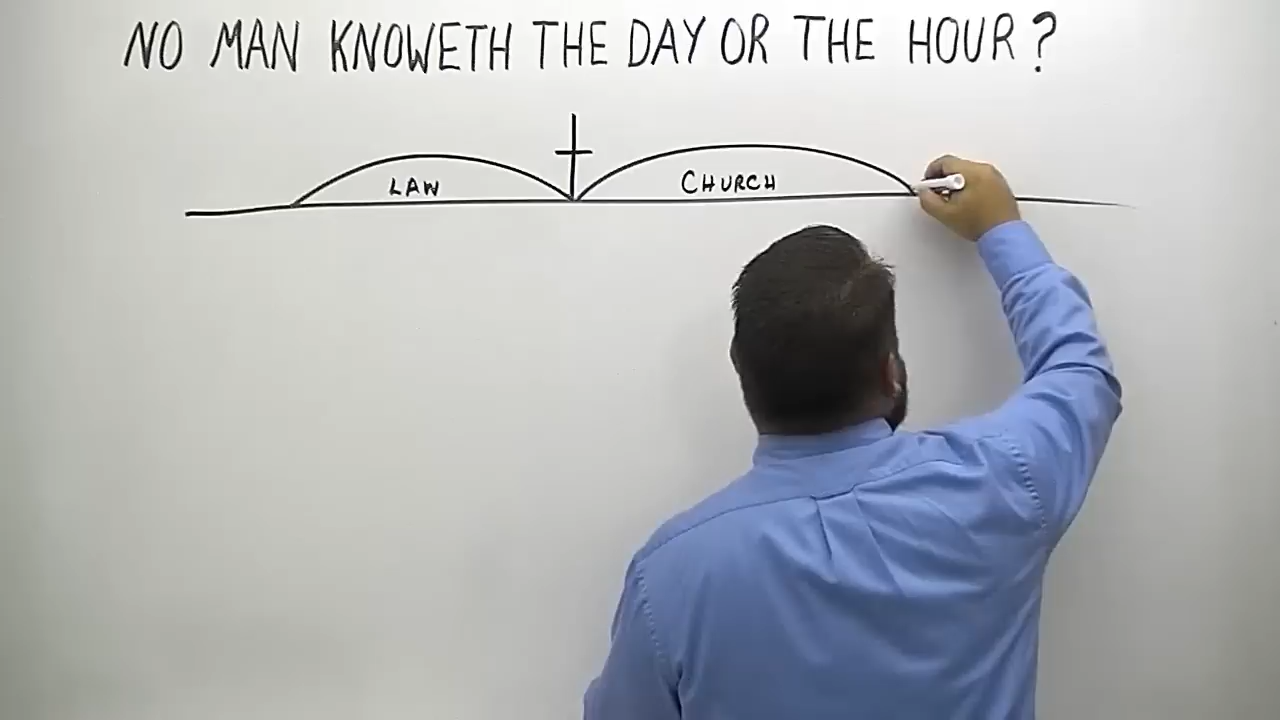 NO MAN KNOWETH THE DAY OR THE HOUR?
LAW CHURCH